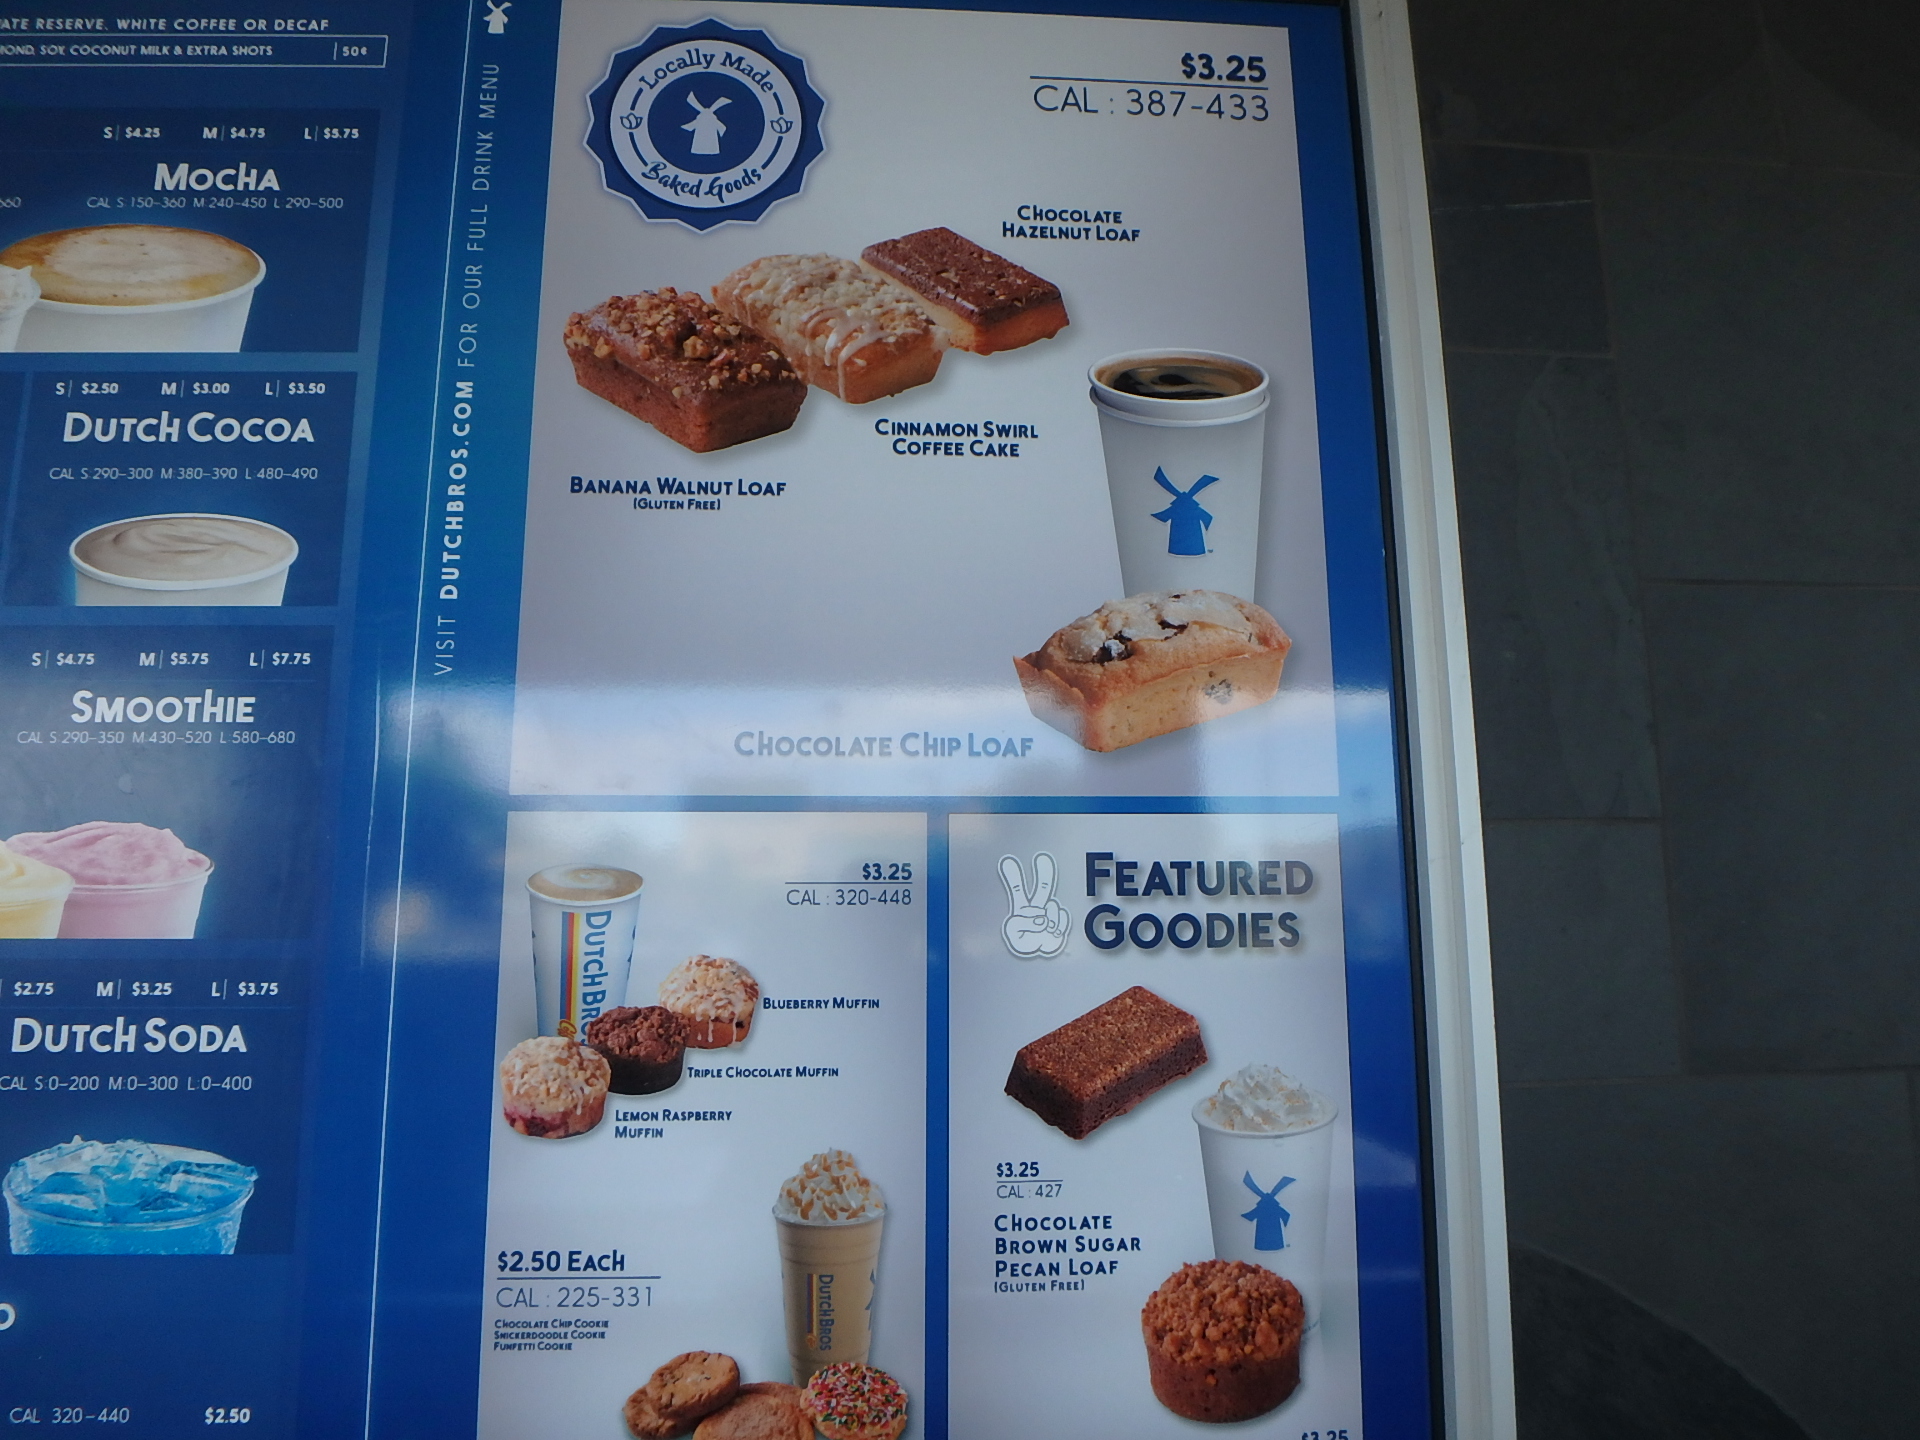 RESERVE, WHITE COFFEE OR DECAF
SOY, COCONUT MILK & EXTRA SHOTS | 50¢
S| $4.25 M| $4.75 L| $5.75
MOCHA
CAL S:150-360 M:240-450 L:290-500
S| $2.50 M| $3.00 L| $3.50
DUTCH COCOA
CAL S:290-300 M:380-390 L:480-490
S| $4.75 M| $5.75 L| $7.75
SMOOTHIE
CAL S:290-350 M:430-520 L:580-680
| $2.75 M| $3.25 L| $3.75
DUTCH SODA
CAL S:0-200 M:0-300 L:0-400
CAL 320-440 $2.50
VISIT DUTCHBROS.COM FOR OUR FULL DRINK MENU
Locally Made
Baked Goods
$3.25
CAL : 387-433
CHOCOLATE
HAZELNUT LOAF
CINNAMON SWIRL
COFFEE CAKE
BANANA WALNUT LOAF
(GLUTEN FREE)
CHOCOLATE CHIP LOAF
$3.25
CAL : 320-448
DUTCH BROS
BLUEBERRY MUFFIN
TRIPLE CHOCOLATE MUFFIN
LEMON RASPBERRY
MUFFIN
$2.50 EACH
CAL : 225-331
CHOCOLATE CHIP COOKIE
SNICKERDOODLE COOKIE
FUNFETTI COOKIE
DUTCH BROS
FEATURED
GOODIES
$3.25
CAL : 427
CHOCOLATE
BROWN SUGAR
PECAN LOAF
(GLUTEN FREE)
$3.25